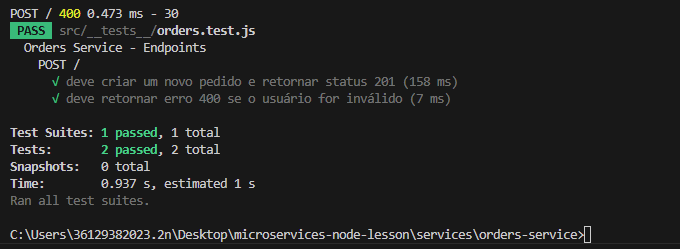 POST / 400 0.473 ms - 30
PASS src/__tests__/orders.test.js
Orders Service - Endpoints
POST /
√ deve criar um novo pedido e retornar status 201 (158 ms)
√ deve retornar erro 400 se o usuário for inválido (7 ms)
Test Suites: 1 passed, 1 total
Tests: 2 passed, 2 total
Snapshots: 0 total
Time: 0.937 s, estimated 1 s
Ran all test suites.
C:\Users\36129382023.2n\Desktop\microservices-node-lesson\services\orders-service>